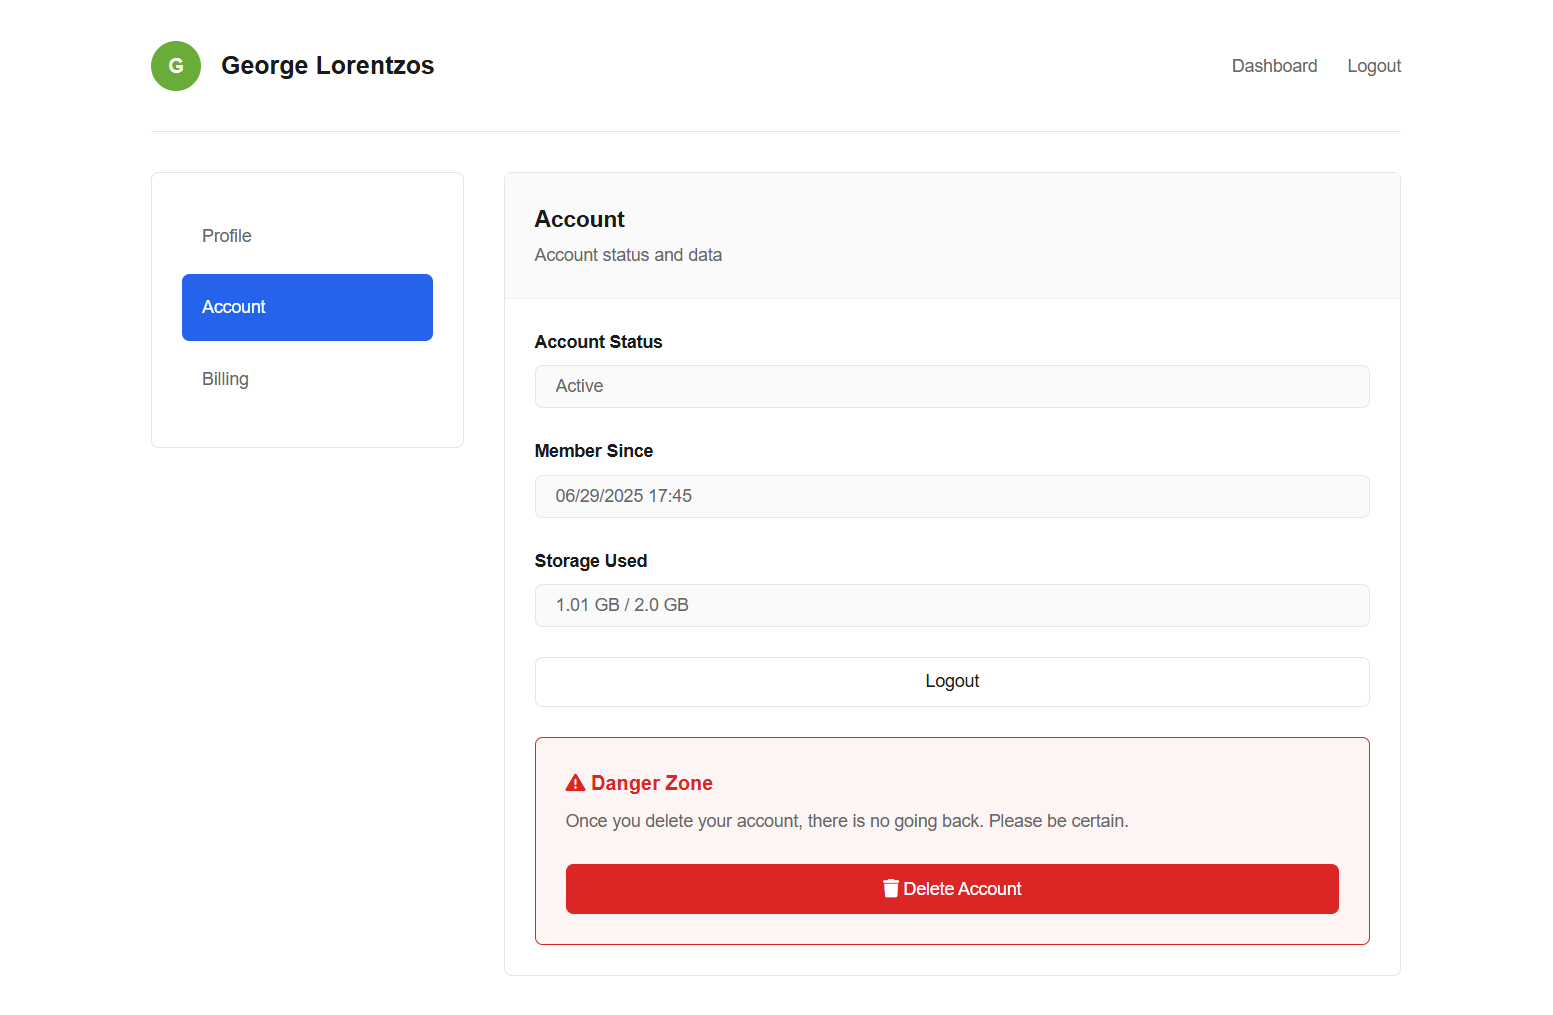 G
George Lorentzos
Dashboard
Logout
Profile
Account
Billing
Account
Account status and data
Account Status
Active
Member Since
06/29/2025 17:45
Storage Used
1.01 GB / 2.0 GB
Logout
Danger Zone
Once you delete your account, there is no going back. Please be certain.
Delete Account